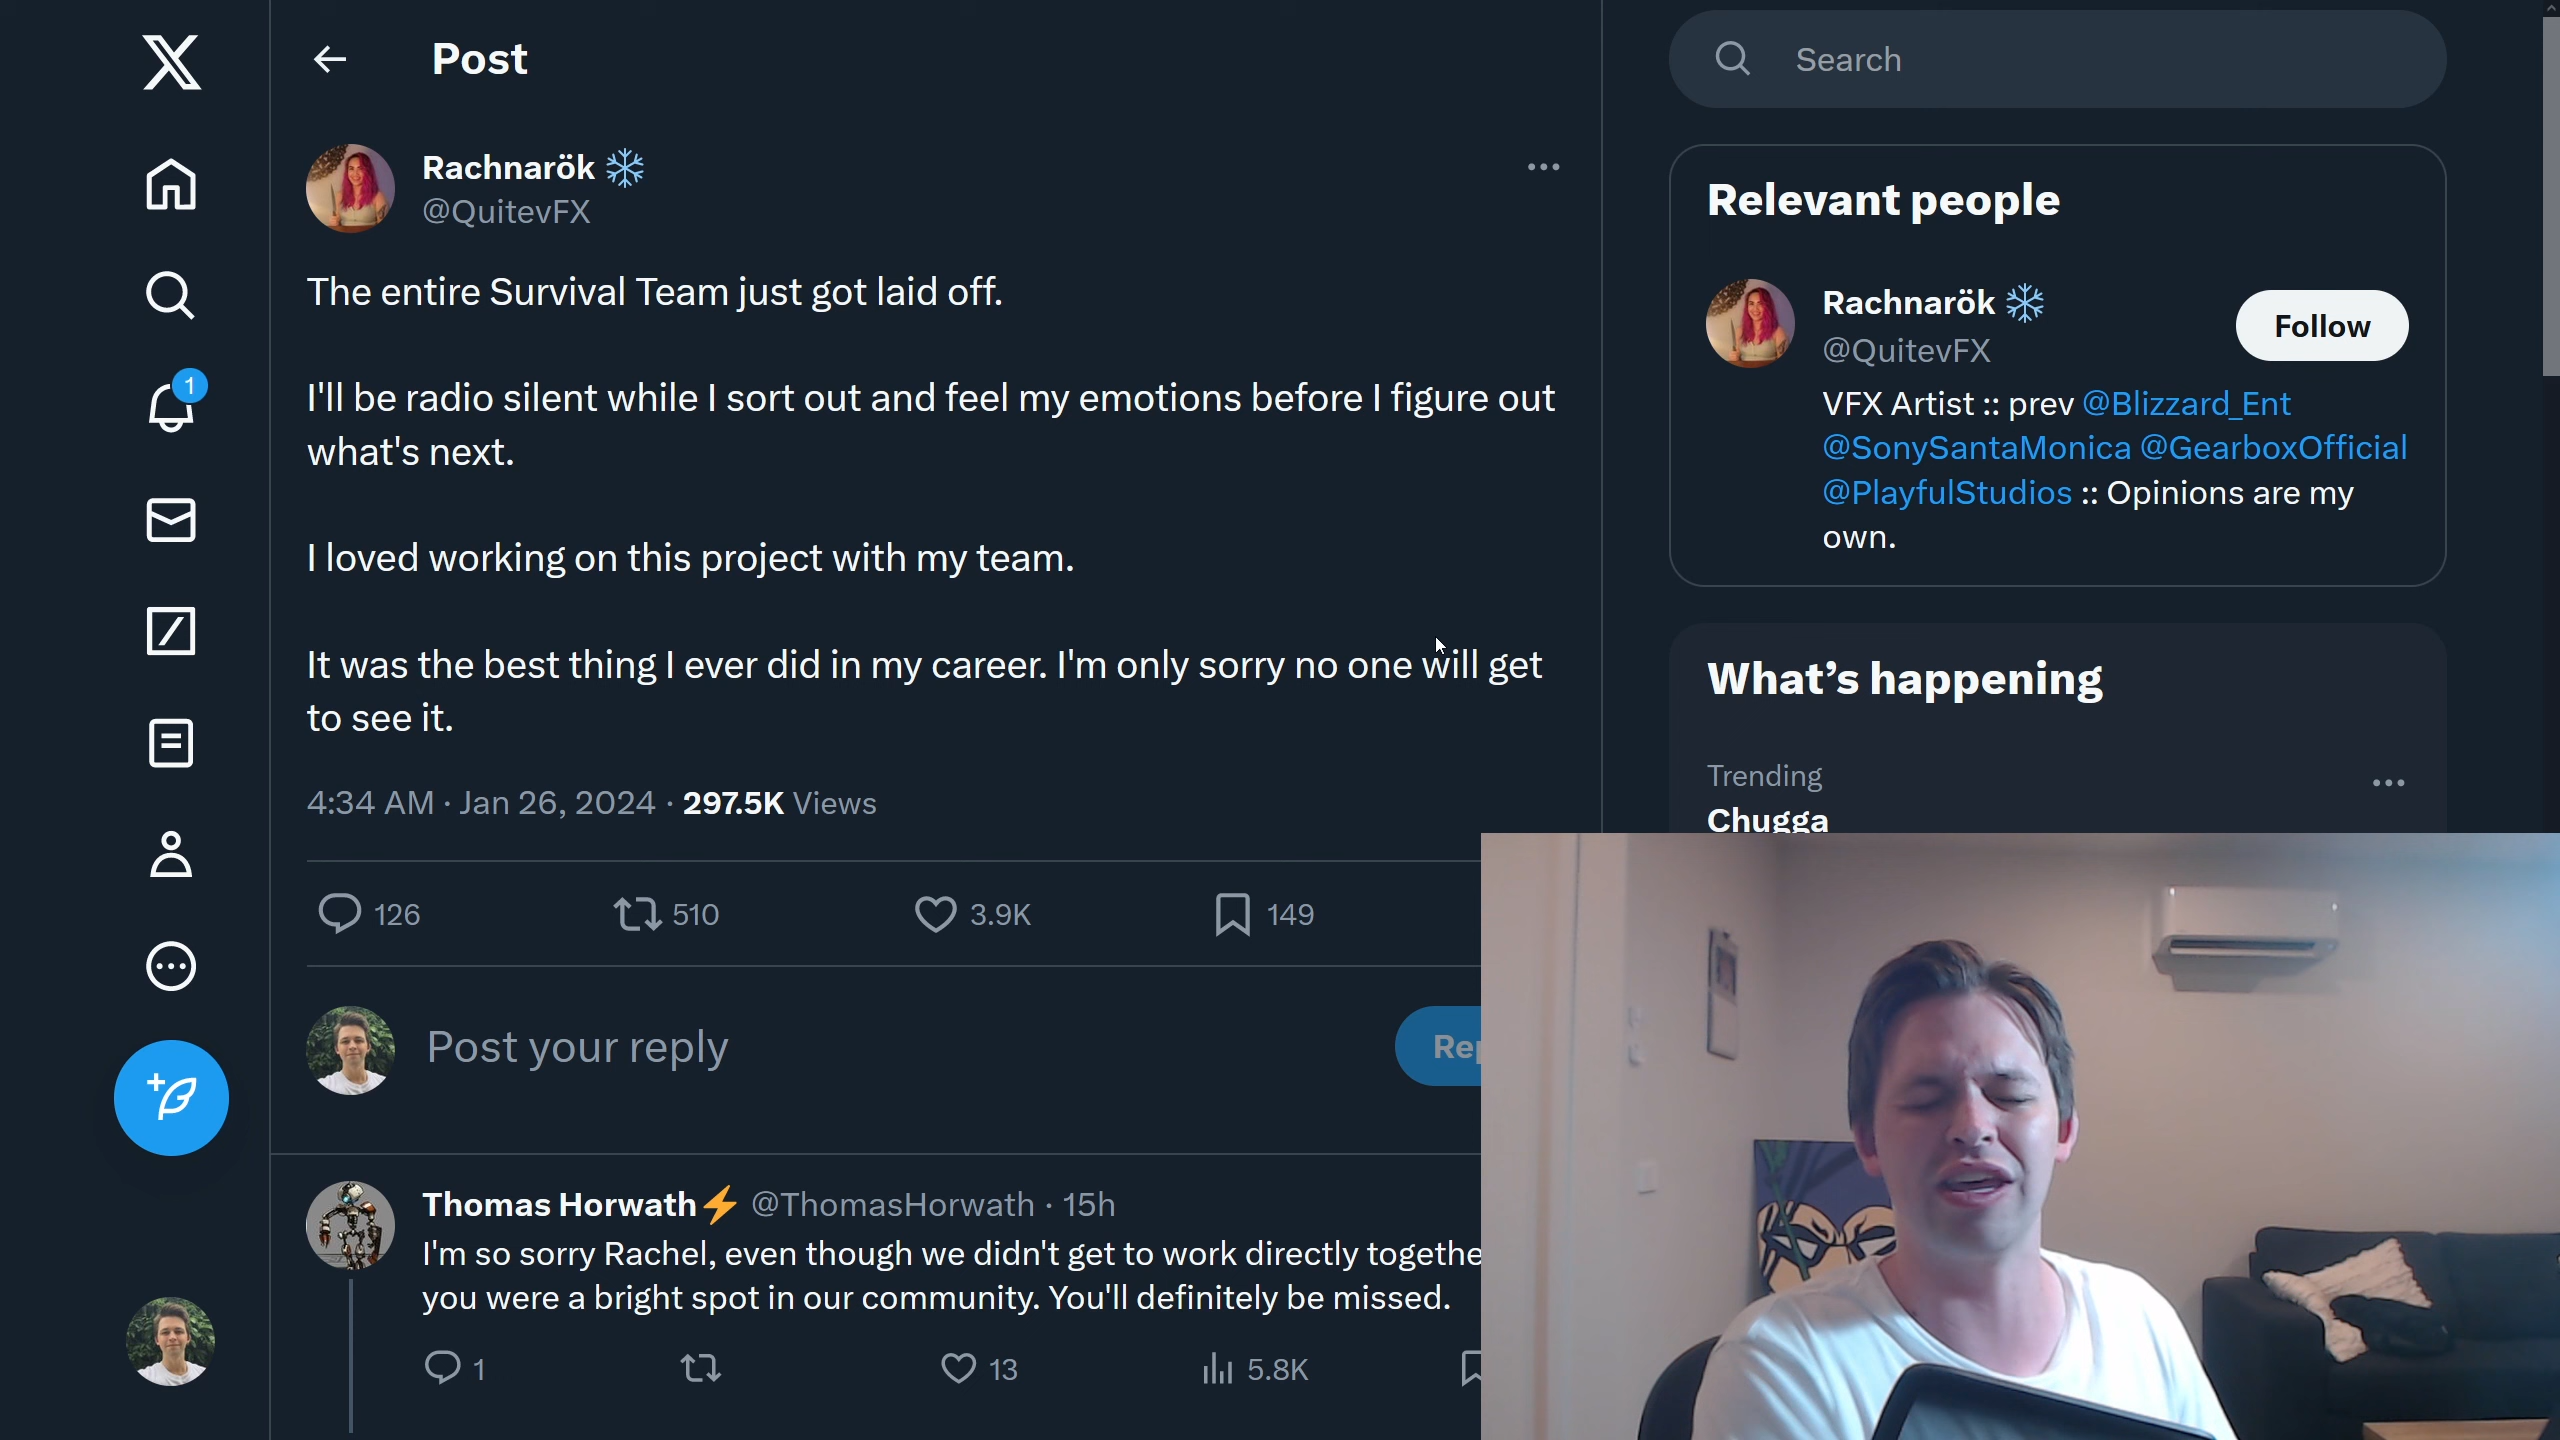 Post
Search
Rachnarök
@QuitevFX
The entire Survival Team just got laid off.
I'll be radio silent while I sort out and feel my emotions before I figure out
what's next.
I loved working on this project with my team.
It was the best thing I ever did in my career. I'm only sorry no one will get
to see it.
4:34 AM · Jan 26, 2024 · 297.5K Views
126
510
3.9K
149
Post your reply
Rep
Thomas Horwath @ThomasHorwath · 15h
I'm so sorry Rachel, even though we didn't get to work directly togethe
you were a bright spot in our community. You'll definitely be missed.
1
13
5.8K
1
Relevant people
Rachnarök
@QuitevFX
Follow
VFX Artist :: prev @Blizzard_Ent
@SonySantaMonica @GearboxOfficial
@PlayfulStudios :: Opinions are my
own.
What's happening
Trending
Chugga